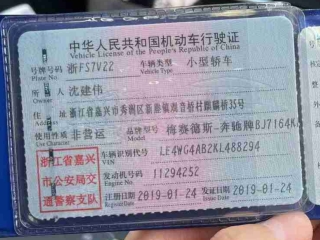 中华人民共和国机动车行驶证
Vehicle License of the People's Republic of China
号牌号码 浙FS7V22 车辆类型 小型轿车
Plate No. Vehicle Type
所有人 沈建伟
Owner
住址 浙江省嘉兴市秀洲区新塍镇
使用性质 非营运 品牌型号 梅赛德斯-奔驰牌BJ7164
Use Character Model
浙江省嘉兴
市公安局交
通警察支队
车辆识别代号 LE4WG4AB2KL488294
VIN
发动机号码 11294252
Engine No.
注册日期 2019-01-24 发证日期 2019-01-24
Register Date Issue Date